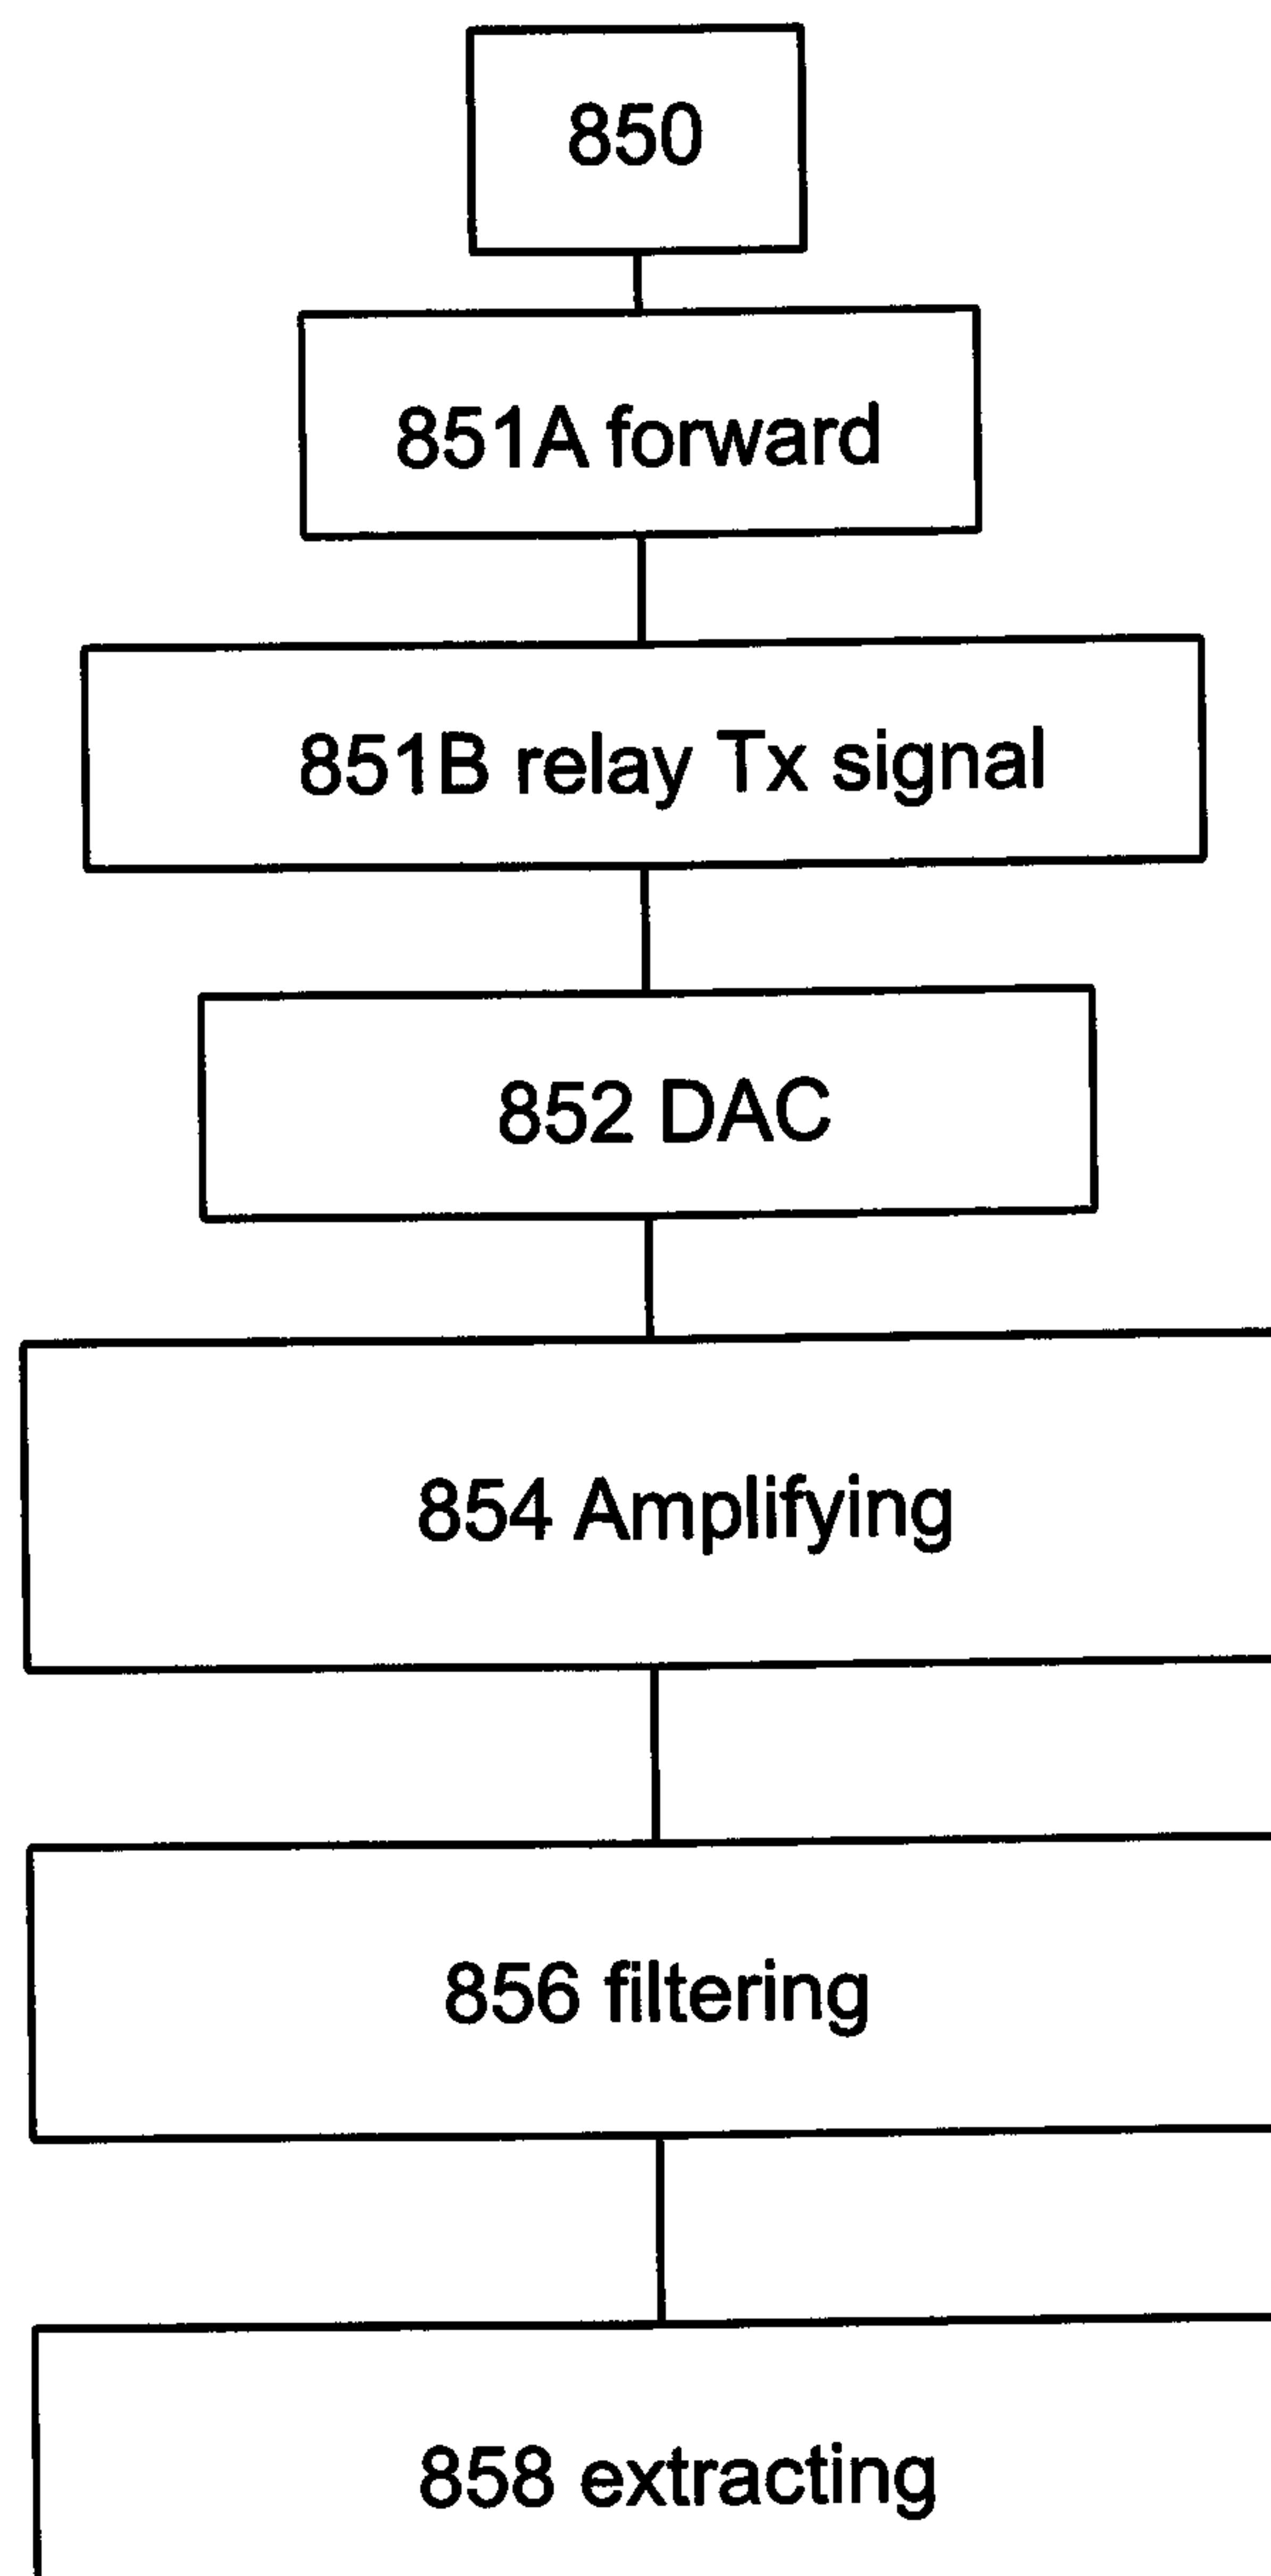 850
851A forward
851B relay Tx signal
852 DAC
854 Amplifying
856 filtering
858 extracting